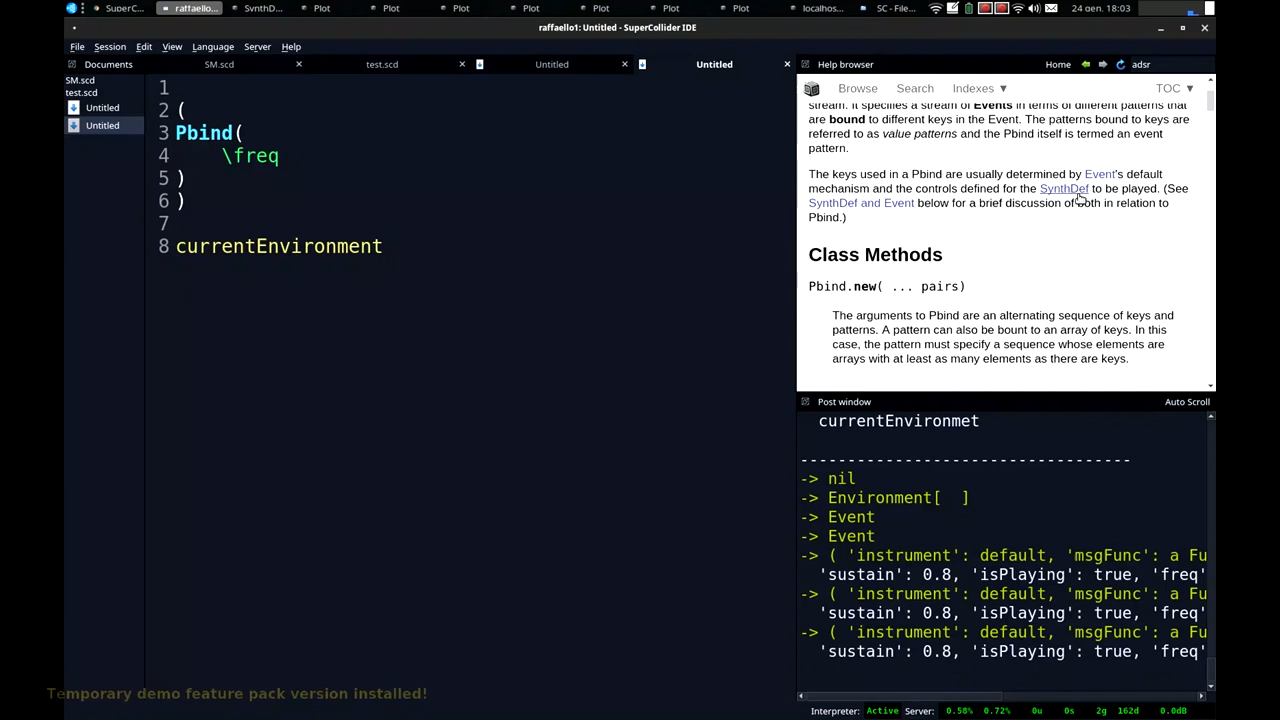 SuperC...
raffaello...
SynthD...
Plot
Plot
Plot
Plot
Plot
Plot
Plot
localhos...
SC - File...
24 gen. 18:03
raffaello1: Untitled - SuperCollider IDE
File Session Edit View Language Server Help
Documents
SM.scd
test.scd
Untitled
Untitled
SM.scd
test.scd
Untitled
Untitled
1
2 (
3 Pbind(
4 \freq
5 )
6 )
7
8 currentEnvironment
Help browser
Home
adsr
Browse Search Indexes ▼ TOC ▼
stream. It specifies a stream of Events in terms of different patterns that
are bound to different keys in the Event. The patterns bound to keys are
referred to as value patterns and the Pbind itself is termed an event
pattern.
The keys used in a Pbind are usually determined by Event's default
mechanism and the controls defined for the SynthDef to be played. (See
SynthDef and Event below for a brief discussion of both in relation to
Pbind.)
Class Methods
Pbind.new( ... pairs)
The arguments to Pbind are an alternating sequence of keys and
patterns. A pattern can also be bound to an array of keys. In this
case, the pattern must specify a sequence whose elements are
arrays with at least as many elements as there are keys.
Post window
Auto Scroll
currentEnvironmet
-----------------------------------
-> nil
-> Environment[ ]
-> Event
-> Event
-> ( 'instrument': default, 'msgFunc': a Fu
'sustain': 0.8, 'isPlaying': true, 'freq'
-> ( 'instrument': default, 'msgFunc': a Fu
'sustain': 0.8, 'isPlaying': true, 'freq'
-> ( 'instrument': default, 'msgFunc': a Fu
'sustain': 0.8, 'isPlaying': true, 'freq'
Temporary demo feature pack version installed!
Interpreter: Active Server: 0.58% 0.72% 0u 0s 2g 162d 0.0dB